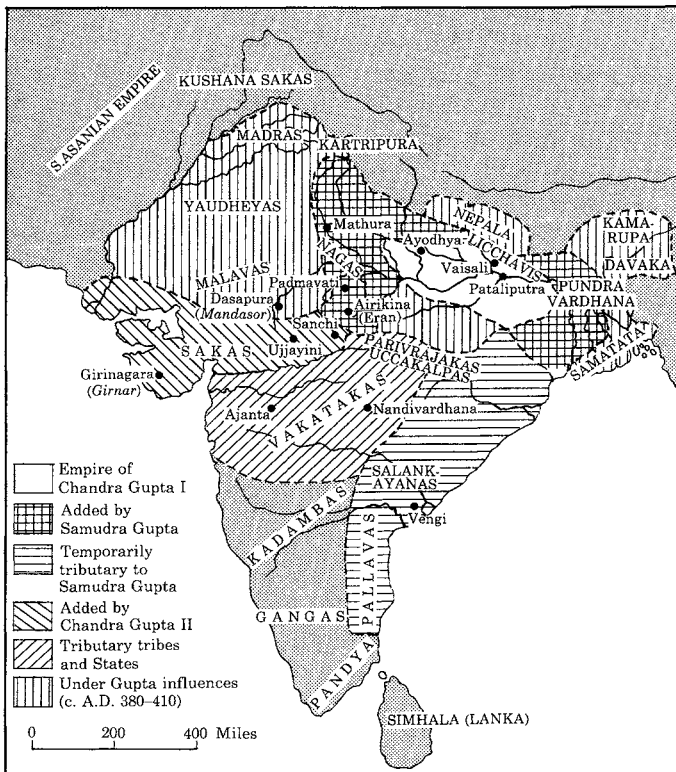 KUSHANA SAKAS
SASANIAN EMPIRE
MADRAS
KARTRIPURA
YAUDHEYAS
Mathura
NEPALA
KAMA-
RUPA
Ayodhya
LICCHAVIS
NAGAS
Vaisali
DAVAKA
MALAVAS
Padmavati
Pataliputra
PUNDRA
VARDHANA
Dasapura
(Mandasor)
Airikina
(Eran)
Sanchi
SAMATATA
SAKAS
Ujjayini
PARIVRAJAKAS
UCCAKALPAS
Girinagara
(Girnar)
Ajanta
VAKATAKAS
Nandivardhana
SALANK-
AYANAS
Vengi
KADAMBAS
PALLAVAS
GANGAS
PANDYA
SIMHALA (LANKA)
Empire of
Chandra Gupta I
Added by
Samudra Gupta
Temporarily
tributary to
Samudra Gupta
Added by
Chandra Gupta II
Tributary tribes
and States
Under Gupta influences
(c. A.D. 380–410)
0 200 400 Miles